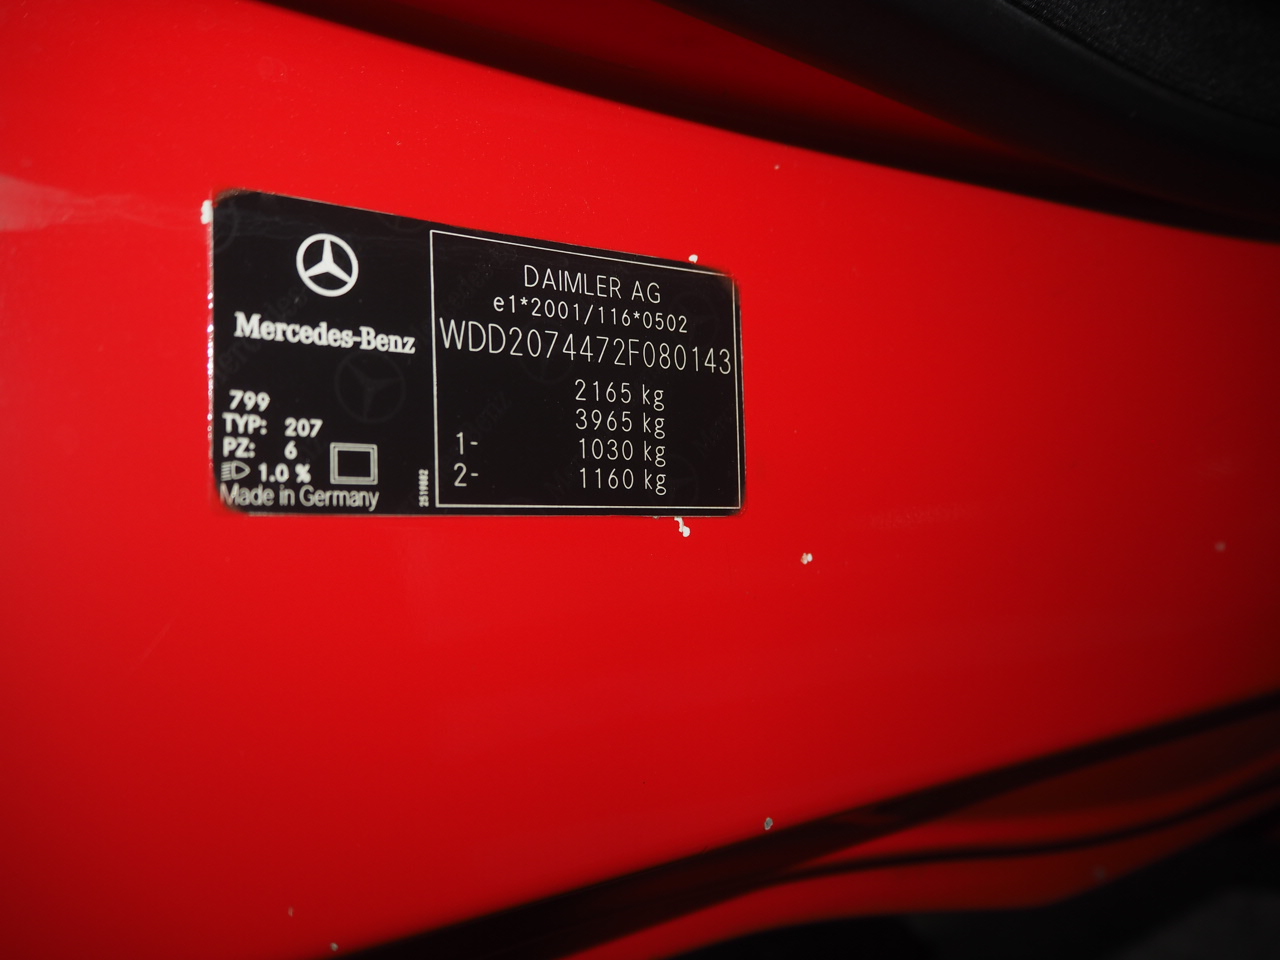 Mercedes-Benz
799
TYP: 207
PZ: 6
1.0 %
Made in Germany
2519882
DAIMLER AG
e1*2001/116*0502
WDD2074472F080143
2165 kg
3965 kg
1- 1030 kg
2- 1160 kg